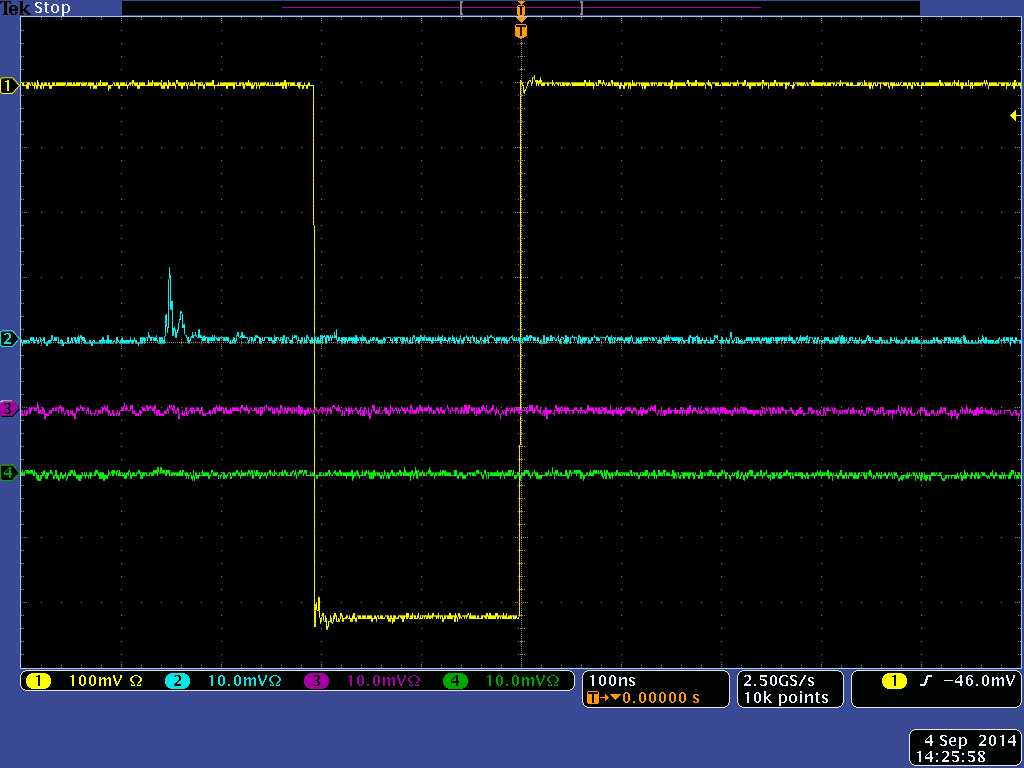 Tek Stop
T
T
1
2
3
4
1 100mV Ω 2 10.0mVΩ 3 10.0mVΩ 4 10.0mVΩ
100ns
T→▼0.00000 s
2.50GS/s
10k points
1 ∫ −46.0mV
4 Sep 2014
14:25:58